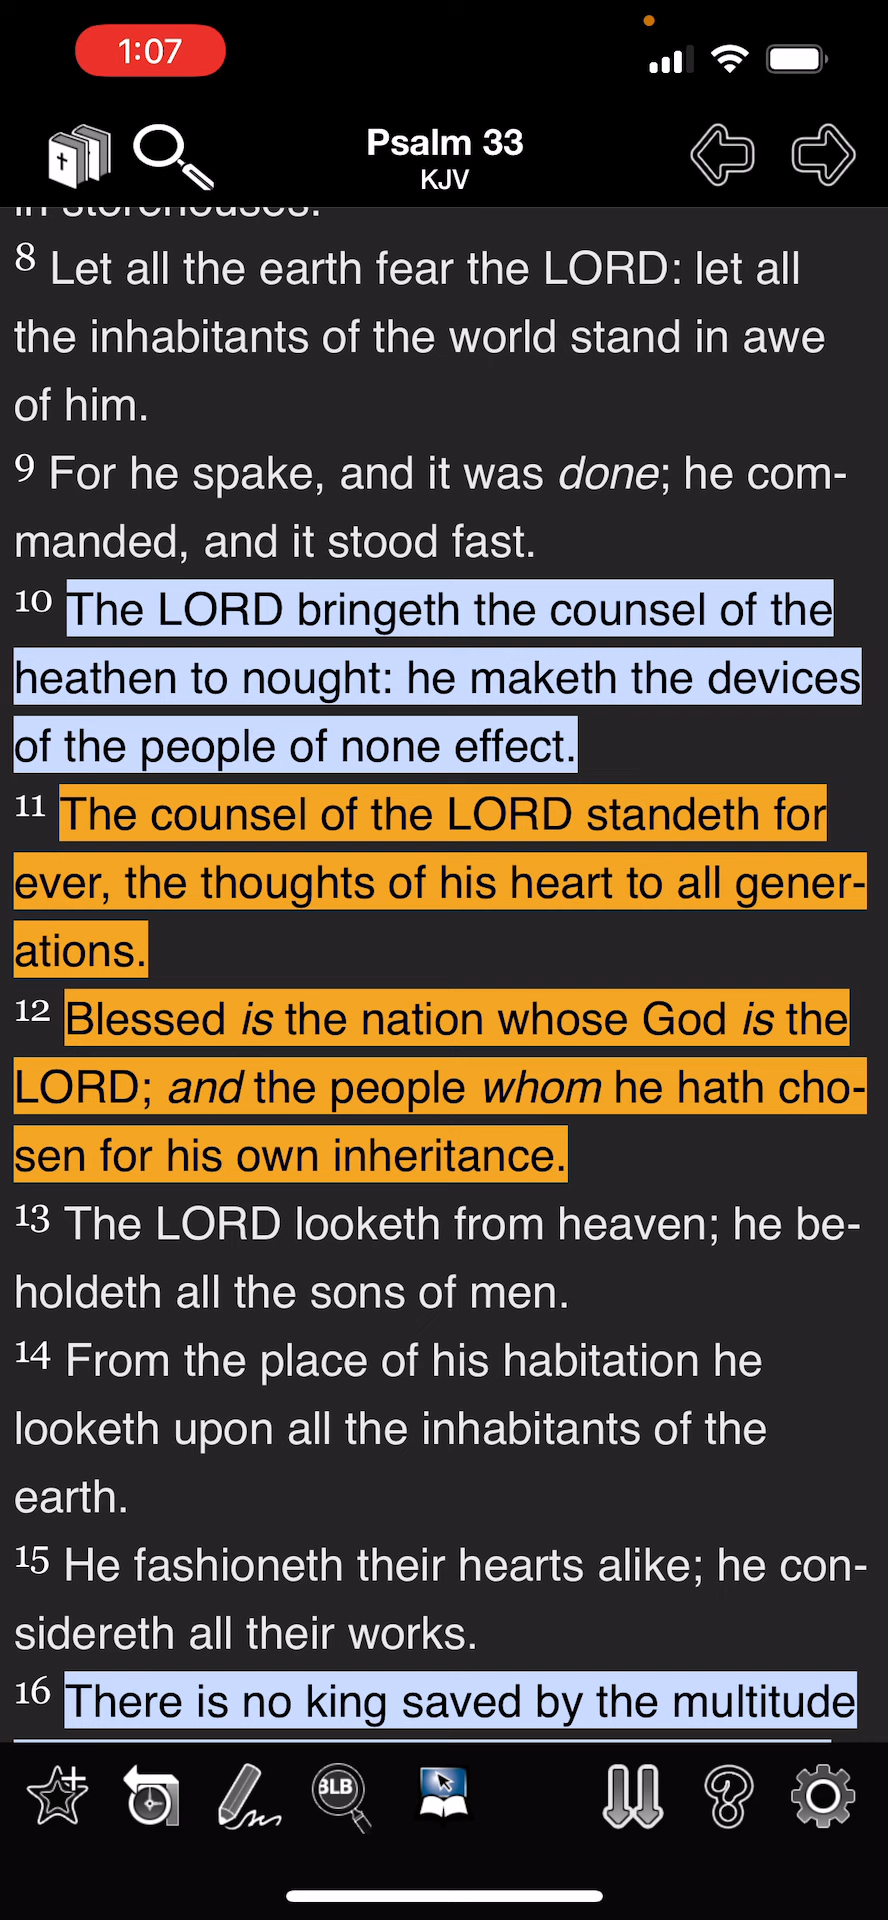 1:07
Psalm 33
KJV
in storehouses.
8 Let all the earth fear the LORD: let all
the inhabitants of the world stand in awe
of him.
9 For he spake, and it was done; he com-
manded, and it stood fast.
10 The LORD bringeth the counsel of the
heathen to nought: he maketh the devices
of the people of none effect.
11 The counsel of the LORD standeth for
ever, the thoughts of his heart to all gener-
ations.
12 Blessed is the nation whose God is the
LORD; and the people whom he hath cho-
sen for his own inheritance.
13 The LORD looketh from heaven; he be-
holdeth all the sons of men.
14 From the place of his habitation he
looketh upon all the inhabitants of the
earth.
15 He fashioneth their hearts alike; he con-
sidereth all their works.
16 There is no king saved by the multitude
BLB